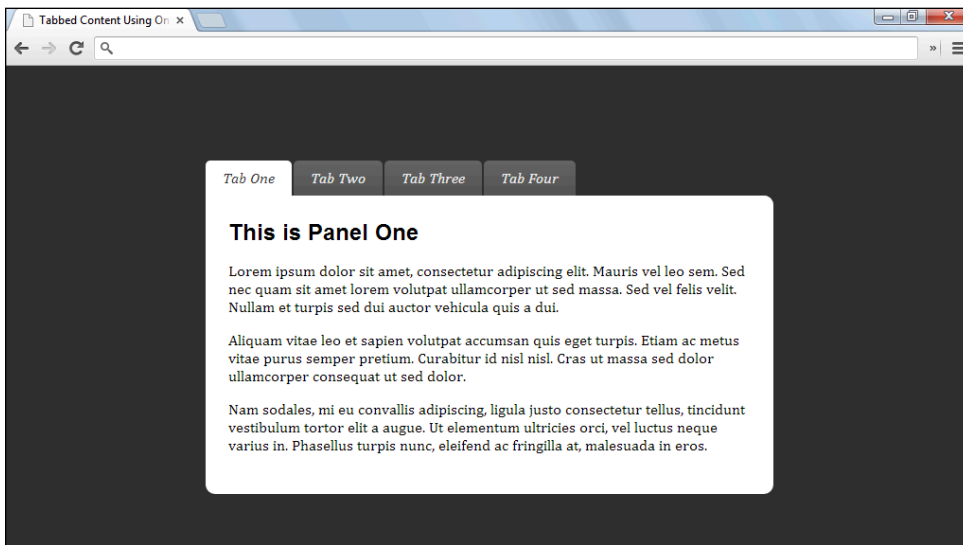 Tabbed Content Using On
Tab One Tab Two Tab Three Tab Four
This is Panel One
Lorem ipsum dolor sit amet, consectetur adipiscing elit. Mauris vel leo sem. Sed
nec quam sit amet lorem volutpat ullamcorper ut sed massa. Sed vel felis velit.
Nullam et turpis sed dui auctor vehicula quis a dui.
Aliquam vitae leo et sapien volutpat accumsan quis eget turpis. Etiam ac metus
vitae purus semper pretium. Curabitur id nisl nisl. Cras ut massa sed dolor
ullamcorper consequat ut sed dolor.
Nam sodales, mi eu convallis adipiscing, ligula justo consectetur tellus, tincidunt
vestibulum tortor elit a augue. Ut elementum ultricies orci, vel luctus neque
varius in. Phasellus turpis nunc, eleifend ac fringilla at, malesuada in eros.